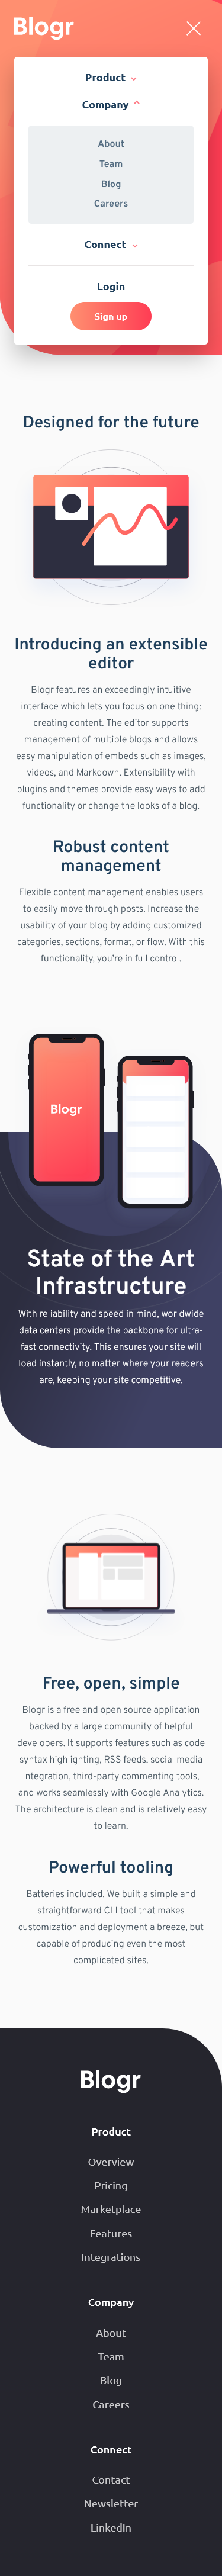 Blogr
Product
Company
About
Team
Blog
Careers
Connect
Login
Sign up
Designed for the future
Introducing an extensible
editor
Blogr features an exceedingly intuitive
interface which lets you focus on one thing:
creating content. The editor supports
management of multiple blogs and allows
easy manipulation of embeds such as images,
videos, and Markdown. Extensibility with
plugins and themes provide easy ways to add
functionality or change the looks of a blog.
Robust content
management
Flexible content management enables users
to easily move through posts. Increase the
usability of your blog by adding customized
categories, sections, format, or flow. With this
functionality, you're in full control.
Blogr
State of the Art
Infrastructure
With reliability and speed in mind, worldwide
data centers provide the backbone for ultra-
fast connectivity. This ensures your site will
load instantly, no matter where your readers
are, keeping your site competitive.
Free, open, simple
Blogr is a free and open source application
backed by a large community of helpful
developers. It supports features such as code
syntax highlighting, RSS feeds, social media
integration, third-party commenting tools,
and works seamlessly with Google Analytics.
The architecture is clean and is relatively easy
to learn.
Powerful tooling
Batteries included. We built a simple and
straightforward CLI tool that makes
customization and deployment a breeze, but
capable of producing even the most
complicated sites.
Blogr
Product
Overview
Pricing
Marketplace
Features
Integrations
Company
About
Team
Blog
Careers
Connect
Contact
Newsletter
LinkedIn